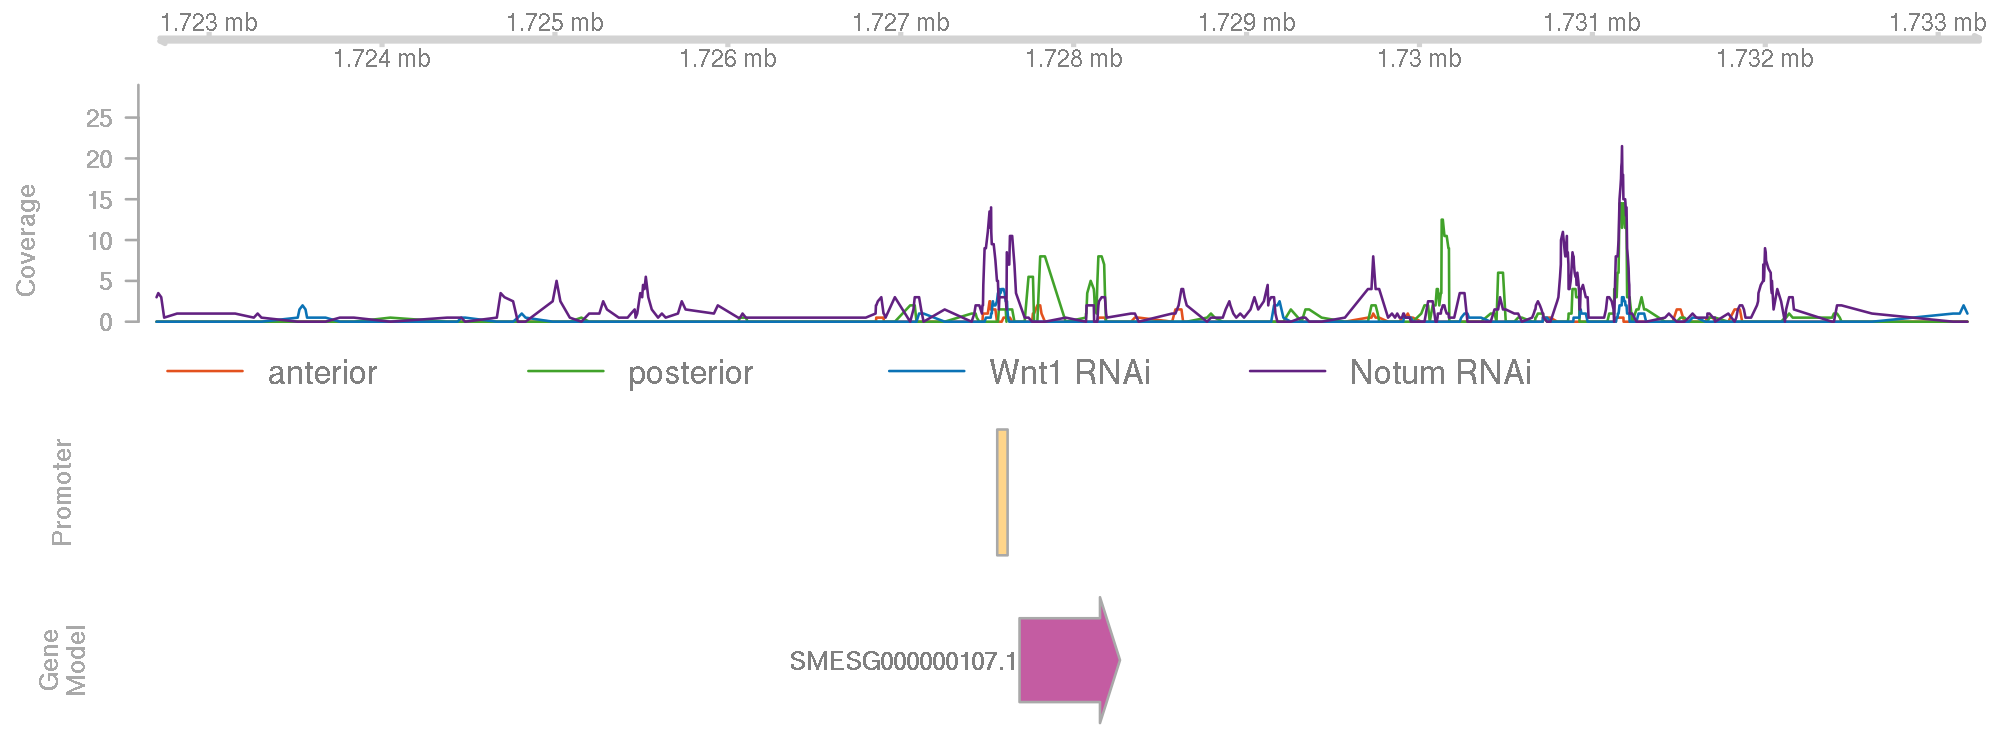 1.723 mb 1.725 mb 1.727 mb 1.729 mb 1.731 mb 1.733 mb
1.724 mb 1.726 mb 1.728 mb 1.73 mb 1.732 mb
Coverage
25
20
15
10
5
0
anterior posterior Wnt1 RNAi Notum RNAi
Promoter
Gene
Model
SMESG000000107.1